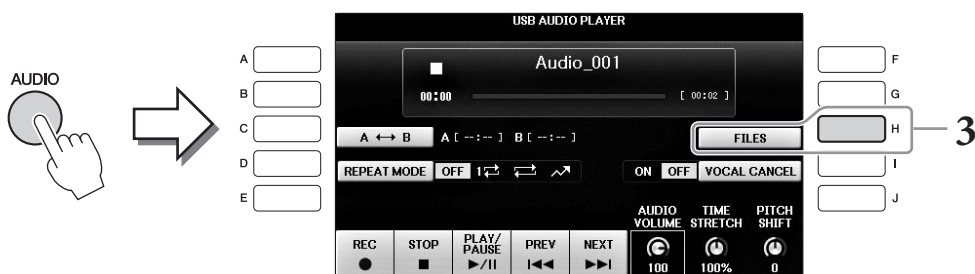 USB AUDIO PLAYER
AUDIO
A
B
C
D
E
Audio_001
00:00 [ 00:02 ]
A ↔ B A [ --:-- ] B [ --:-- ]
FILES
REPEAT MODE OFF 1
ON OFF VOCAL CANCEL
AUDIO VOLUME
TIME STRETCH
PITCH SHIFT
100
100%
0
REC
STOP
PLAY/
PAUSE
PREV
NEXT
F
G
H
I
J
3